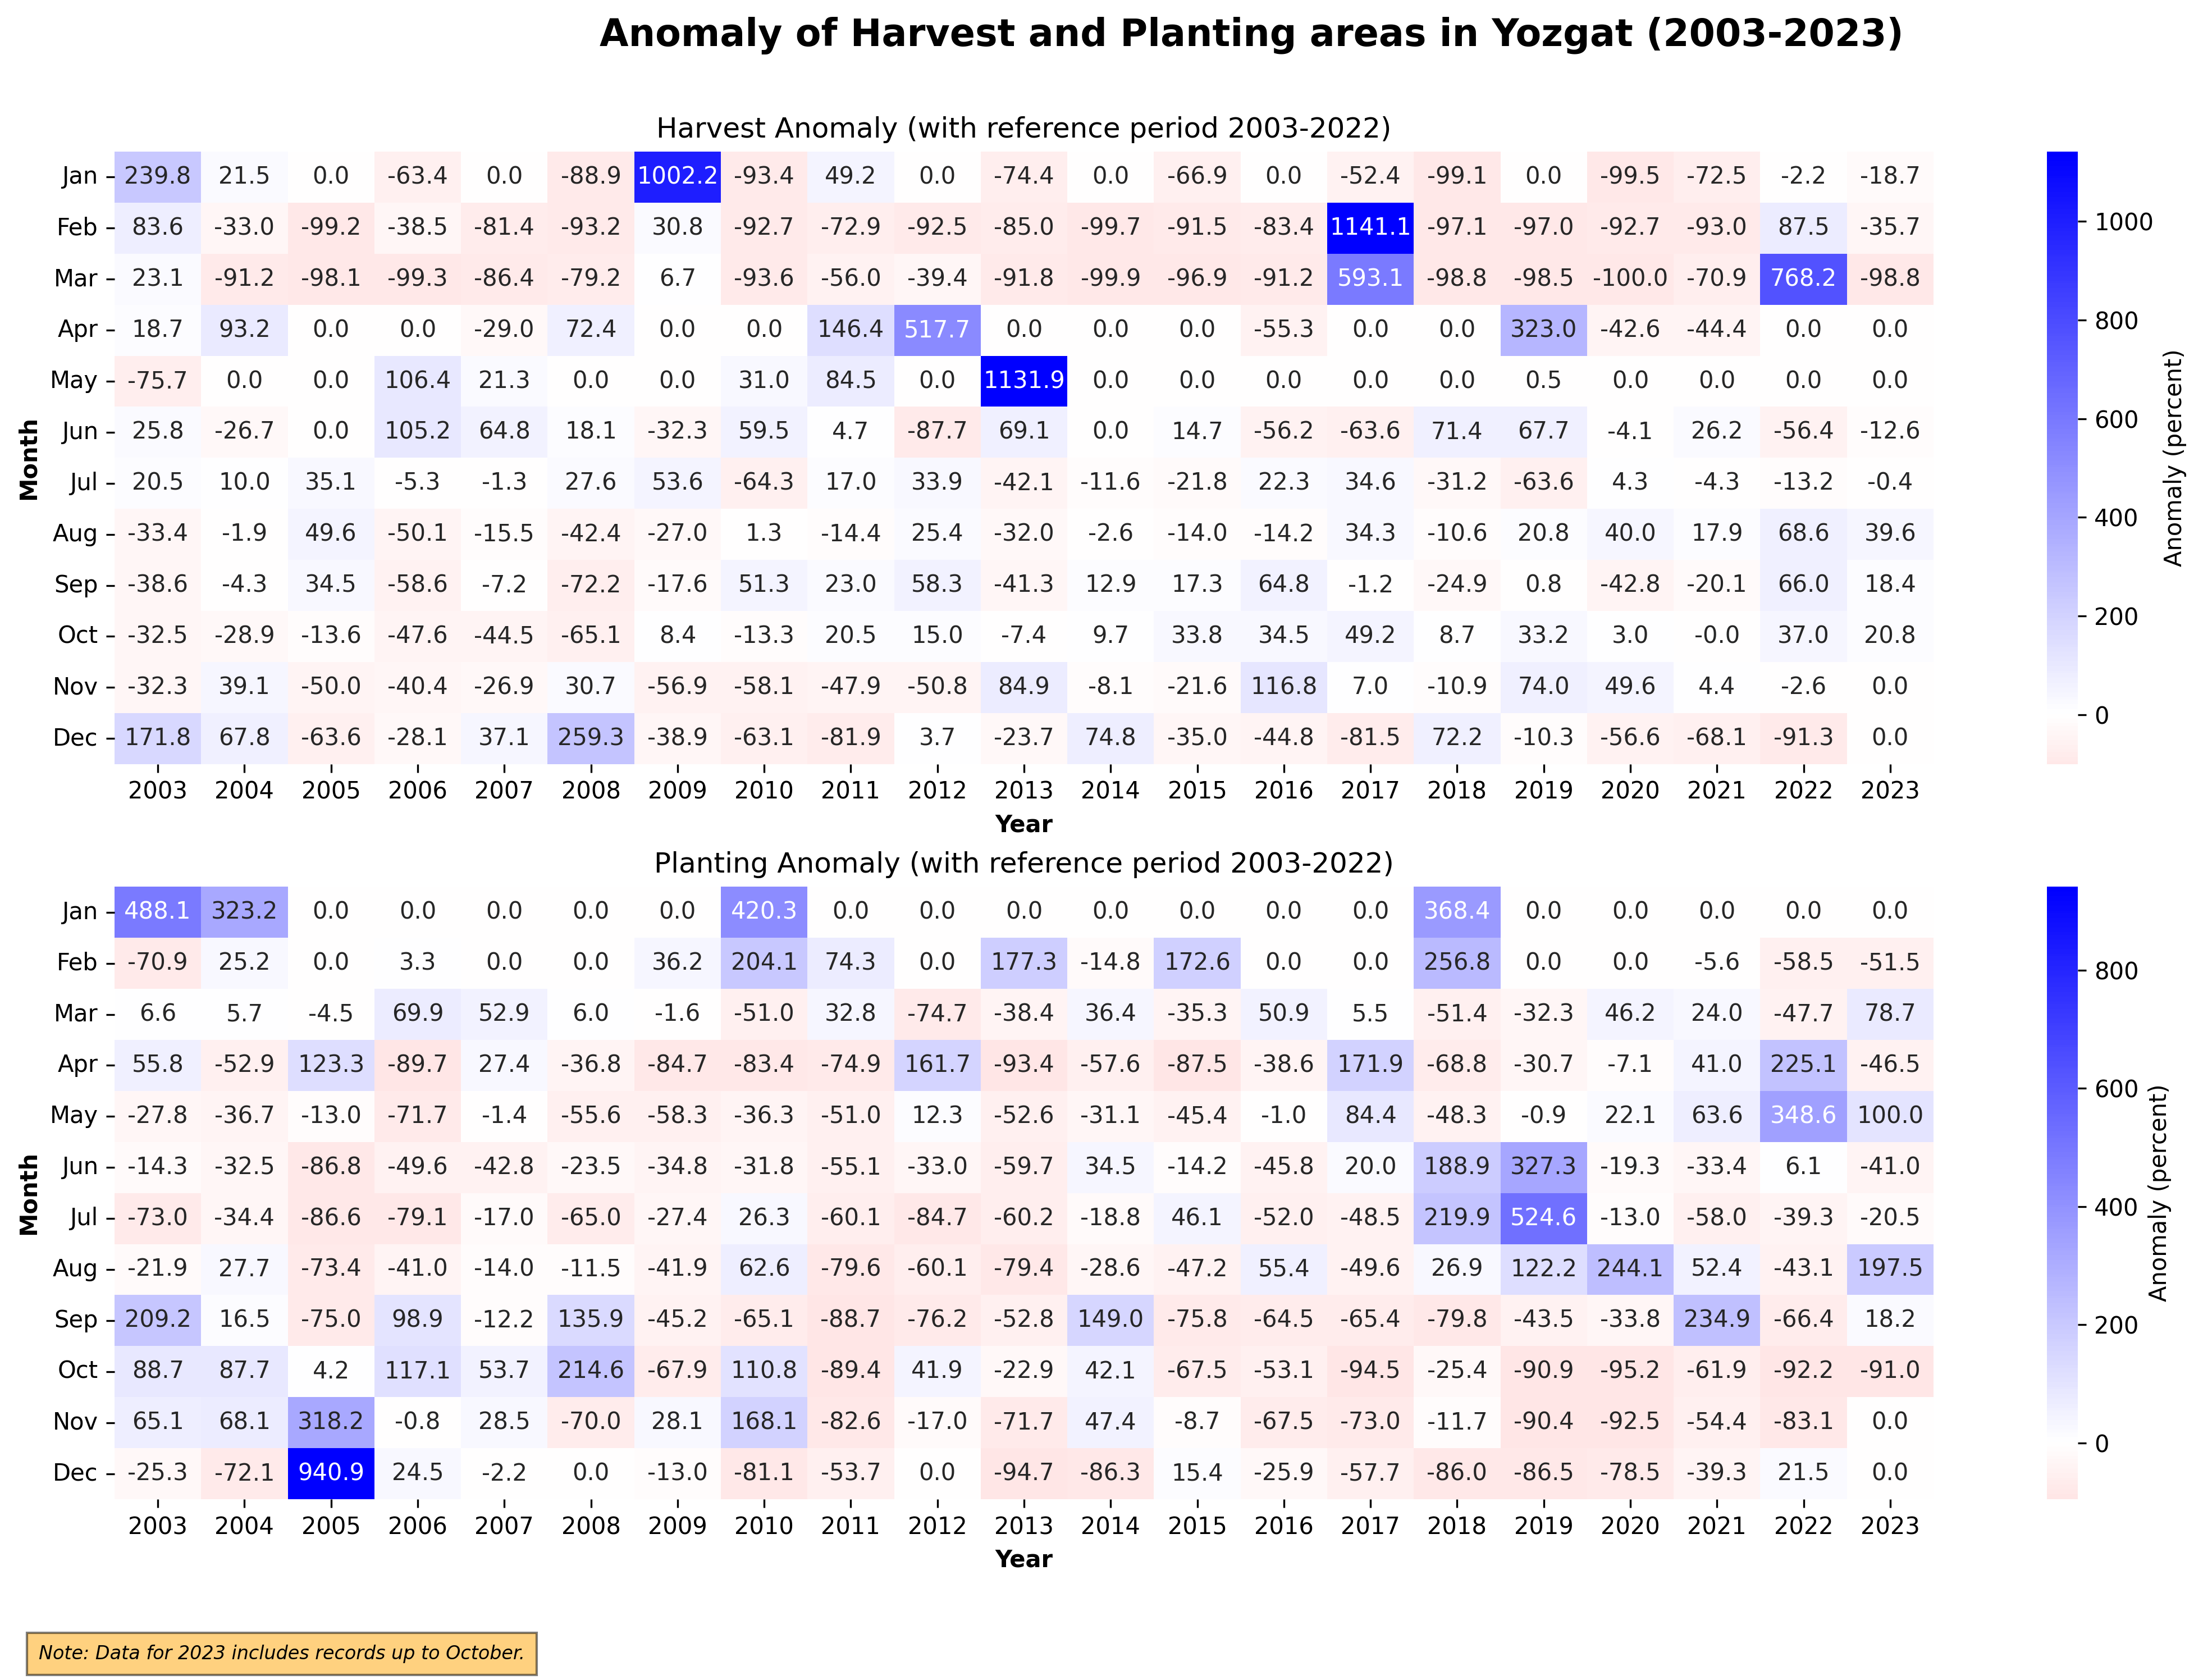 Anomaly of Harvest and Planting areas in Yozgat (2003-2023)
Harvest Anomaly (with reference period 2003-2022)
Jan 239.8 21.5 0.0 -63.4 0.0 -88.9 1002.2 -93.4 49.2 0.0 -74.4 0.0 -66.9 0.0 -52.4 -99.1 0.0 -99.5 -72.5 -2.2 -18.7
Feb 83.6 -33.0 -99.2 -38.5 -81.4 -93.2 30.8 -92.7 -72.9 -92.5 -85.0 -99.7 -91.5 -83.4 1141.1 -97.1 -97.0 -92.7 -93.0 87.5 -35.7
Mar 23.1 -91.2 -98.1 -99.3 -86.4 -79.2 6.7 -93.6 -56.0 -39.4 -91.8 -99.9 -96.9 -91.2 593.1 -98.8 -98.5 -100.0 -70.9 768.2 -98.8
Apr 18.7 93.2 0.0 0.0 -29.0 72.4 0.0 0.0 146.4 517.7 0.0 0.0 0.0 -55.3 0.0 0.0 323.0 -42.6 -44.4 0.0 0.0
May -75.7 0.0 0.0 106.4 21.3 0.0 0.0 31.0 84.5 0.0 1131.9 0.0 0.0 0.0 0.0 0.0 0.5 0.0 0.0 0.0 0.0
Jun 25.8 -26.7 0.0 105.2 64.8 18.1 -32.3 59.5 4.7 -87.7 69.1 0.0 14.7 -56.2 -63.6 71.4 67.7 -4.1 26.2 -56.4 -12.6
Jul 20.5 10.0 35.1 -5.3 -1.3 27.6 53.6 -64.3 17.0 33.9 -42.1 -11.6 -21.8 22.3 34.6 -31.2 -63.6 4.3 -4.3 -13.2 -0.4
Aug -33.4 -1.9 49.6 -50.1 -15.5 -42.4 -27.0 1.3 -14.4 25.4 -32.0 -2.6 -14.0 -14.2 34.3 -10.6 20.8 40.0 17.9 68.6 39.6
Sep -38.6 -4.3 34.5 -58.6 -7.2 -72.2 -17.6 51.3 23.0 58.3 -41.3 12.9 17.3 64.8 -1.2 -24.9 0.8 -42.8 -20.1 66.0 18.4
Oct -32.5 -28.9 -13.6 -47.6 -44.5 -65.1 8.4 -13.3 20.5 15.0 -7.4 9.7 33.8 34.5 49.2 8.7 33.2 3.0 -0.0 37.0 20.8
Nov -32.3 39.1 -50.0 -40.4 -26.9 30.7 -56.9 -58.1 -47.9 -50.8 84.9 -8.1 -21.6 116.8 7.0 -10.9 74.0 49.6 4.4 -2.6 0.0
Dec 171.8 67.8 -63.6 -28.1 37.1 259.3 -38.9 -63.1 -81.9 3.7 -23.7 74.8 -35.0 -44.8 -81.5 72.2 -10.3 -56.6 -68.1 -91.3 0.0
2003 2004 2005 2006 2007 2008 2009 2010 2011 2012 2013 2014 2015 2016 2017 2018 2019 2020 2021 2022 2023
Year
Month
1000
800
600
400
200
0
Anomaly (percent)
Planting Anomaly (with reference period 2003-2022)
Jan 488.1 323.2 0.0 0.0 0.0 0.0 0.0 420.3 0.0 0.0 0.0 0.0 0.0 0.0 0.0 368.4 0.0 0.0 0.0 0.0 0.0
Feb -70.9 25.2 0.0 3.3 0.0 0.0 36.2 204.1 74.3 0.0 177.3 -14.8 172.6 0.0 0.0 256.8 0.0 0.0 -5.6 -58.5 -51.5
Mar 6.6 5.7 -4.5 69.9 52.9 6.0 -1.6 -51.0 32.8 -74.7 -38.4 36.4 -35.3 50.9 5.5 -51.4 -32.3 46.2 24.0 -47.7 78.7
Apr 55.8 -52.9 123.3 -89.7 27.4 -36.8 -84.7 -83.4 -74.9 161.7 -93.4 -57.6 -87.5 -38.6 171.9 -68.8 -30.7 -7.1 41.0 225.1 -46.5
May -27.8 -36.7 -13.0 -71.7 -1.4 -55.6 -58.3 -36.3 -51.0 12.3 -52.6 -31.1 -45.4 -1.0 84.4 -48.3 -0.9 22.1 63.6 348.6 100.0
Jun -14.3 -32.5 -86.8 -49.6 -42.8 -23.5 -34.8 -31.8 -55.1 -33.0 -59.7 34.5 -14.2 -45.8 20.0 188.9 327.3 -19.3 -33.4 6.1 -41.0
Jul -73.0 -34.4 -86.6 -79.1 -17.0 -65.0 -27.4 26.3 -60.1 -84.7 -60.2 -18.8 46.1 -52.0 -48.5 219.9 524.6 -13.0 -58.0 -39.3 -20.5
Aug -21.9 27.7 -73.4 -41.0 -14.0 -11.5 -41.9 62.6 -79.6 -60.1 -79.4 -28.6 -47.2 55.4 -49.6 26.9 122.2 244.1 52.4 -43.1 197.5
Sep 209.2 16.5 -75.0 98.9 -12.2 135.9 -45.2 -65.1 -88.7 -76.2 -52.8 149.0 -75.8 -64.5 -65.4 -79.8 -43.5 -33.8 234.9 -66.4 18.2
Oct 88.7 87.7 4.2 117.1 53.7 214.6 -67.9 110.8 -89.4 41.9 -22.9 42.1 -67.5 -53.1 -94.5 -25.4 -90.9 -95.2 -61.9 -92.2 -91.0
Nov 65.1 68.1 318.2 -0.8 28.5 -70.0 28.1 168.1 -82.6 -17.0 -71.7 47.4 -8.7 -67.5 -73.0 -11.7 -90.4 -92.5 -54.4 -83.1 0.0
Dec -25.3 -72.1 940.9 24.5 -2.2 0.0 -13.0 -81.1 -53.7 0.0 -94.7 -86.3 15.4 -25.9 -57.7 -86.0 -86.5 -78.5 -39.3 21.5 0.0
2003 2004 2005 2006 2007 2008 2009 2010 2011 2012 2013 2014 2015 2016 2017 2018 2019 2020 2021 2022 2023
Year
Month
800
600
400
200
0
Anomaly (percent)
Note: Data for 2023 includes records up to October.